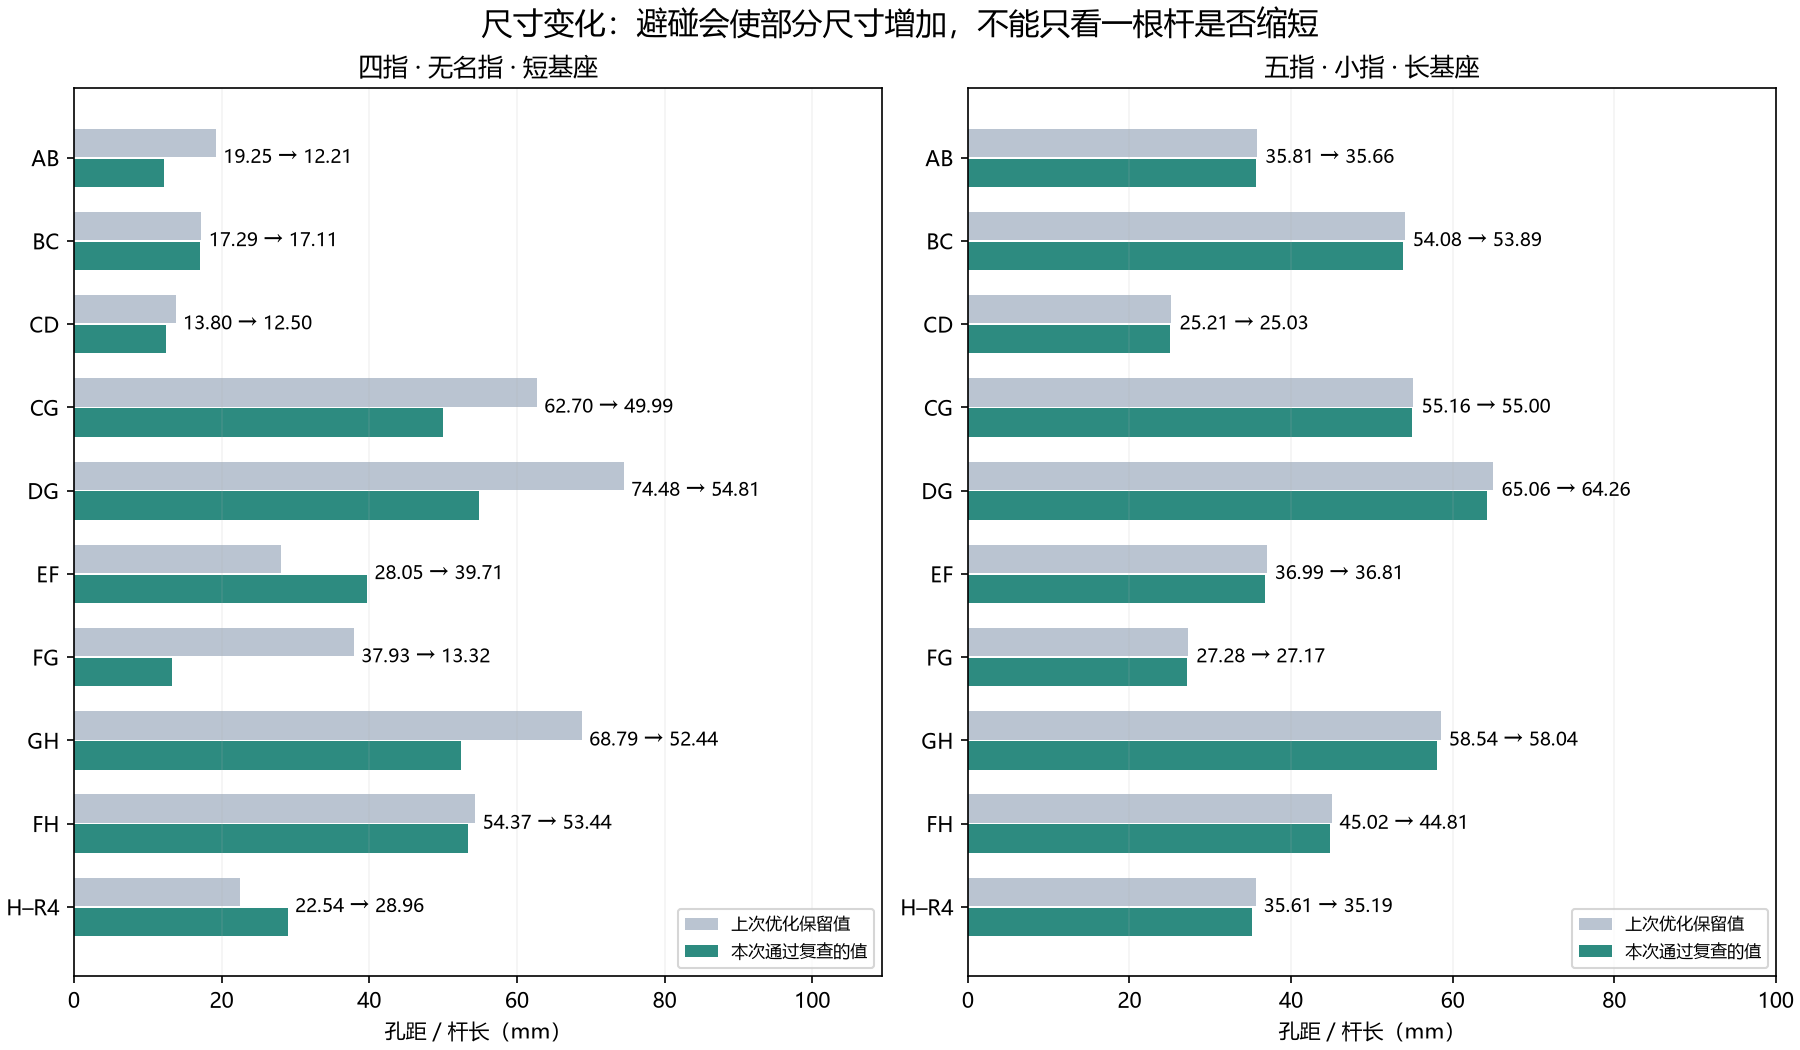 尺寸变化：避碰会使部分尺寸增加，不能只看一根杆是否缩短
四指 · 无名指 · 短基座
AB
19.25 → 12.21
BC
17.29 → 17.11
CD
13.80 → 12.50
CG
62.70 → 49.99
DG
74.48 → 54.81
EF
28.05 → 39.71
FG
37.93 → 13.32
GH
68.79 → 52.44
FH
54.37 → 53.44
H–R4
22.54 → 28.96
上次优化保留值
本次通过复查的值
0 20 40 60 80 100
孔距 / 杆长（mm）
五指 · 小指 · 长基座
AB
35.81 → 35.66
BC
54.08 → 53.89
CD
25.21 → 25.03
CG
55.16 → 55.00
DG
65.06 → 64.26
EF
36.99 → 36.81
FG
27.28 → 27.17
GH
58.54 → 58.04
FH
45.02 → 44.81
H–R4
35.61 → 35.19
上次优化保留值
本次通过复查的值
0 20 40 60 80 100
孔距 / 杆长（mm）